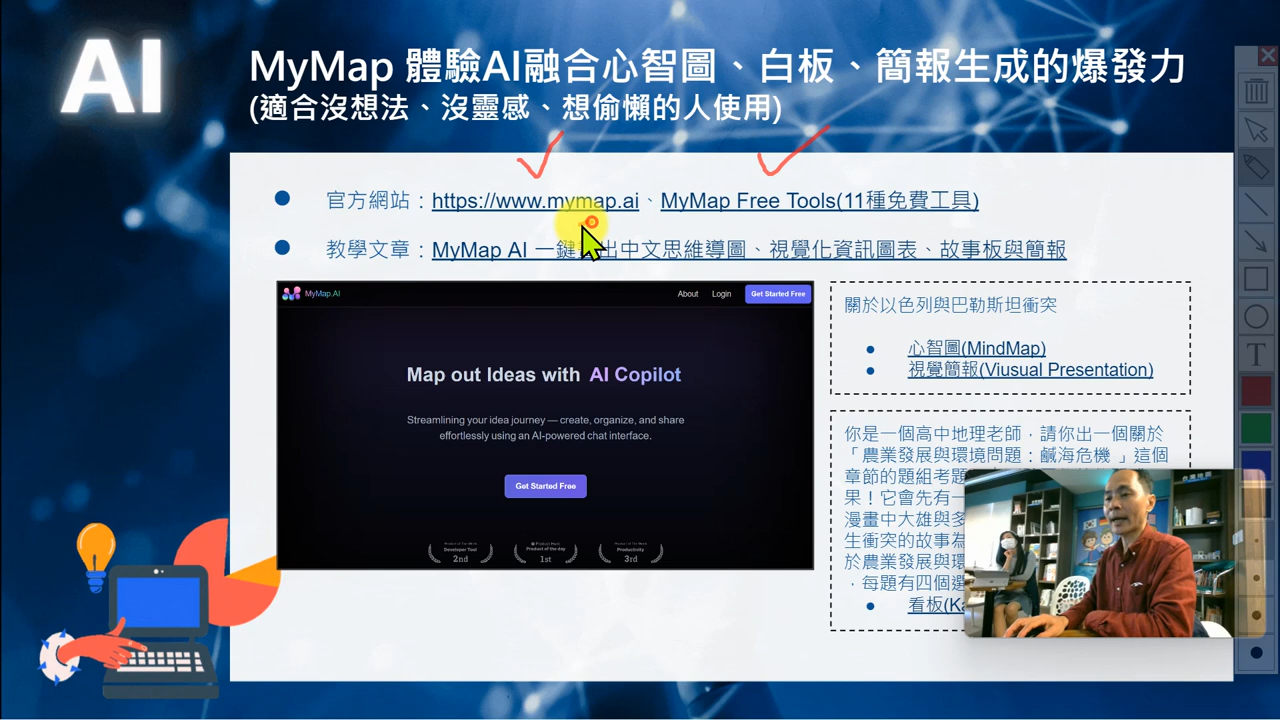 AI
MyMap 體驗AI融合心智圖、白板、簡報生成的爆發力
(適合沒想法、沒靈感、想偷懶的人使用)
官方網站：https://www.mymap.ai、MyMap Free Tools(11種免費工具)
教學文章：MyMap AI 一鍵出中文思維導圖、視覺化資訊圖表、故事板與簡報
MyMap.AI
About Login Get Started Free
Map out Ideas with AI Copilot
Streamlining your idea journey — create, organize, and share
effortlessly using an AI-powered chat interface.
Get Started Free
Developer Tool
2nd
Product of the day
1st
Productivity
3rd
關於以色列與巴勒斯坦衝突
心智圖(MindMap)
視覺簡報(Viusual Presentation)
你是一個高中地理老師，請你出一個關於
「農業發展與環境問題：鹹海危機 」這個
章節的題組考題
果！它會先有一
漫畫中大雄與多
生衝突的故事為
於農業發展與環
，每題有四個選
看板(Ka
T